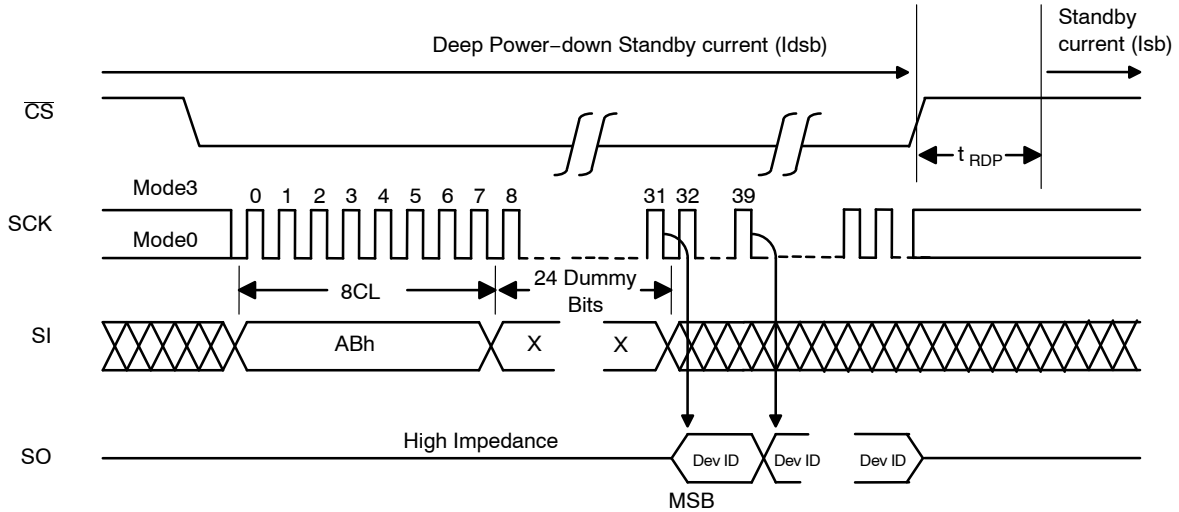 Standby
current (Isb)
Deep Power−down Standby current (Idsb)
CS
t RDP
Mode3
0 1 2 3 4 5 6 7 8 31 32 39
SCK
Mode0
8CL
24 Dummy
Bits
SI
ABh X X
High Impedance
SO
Dev ID Dev ID Dev ID
MSB